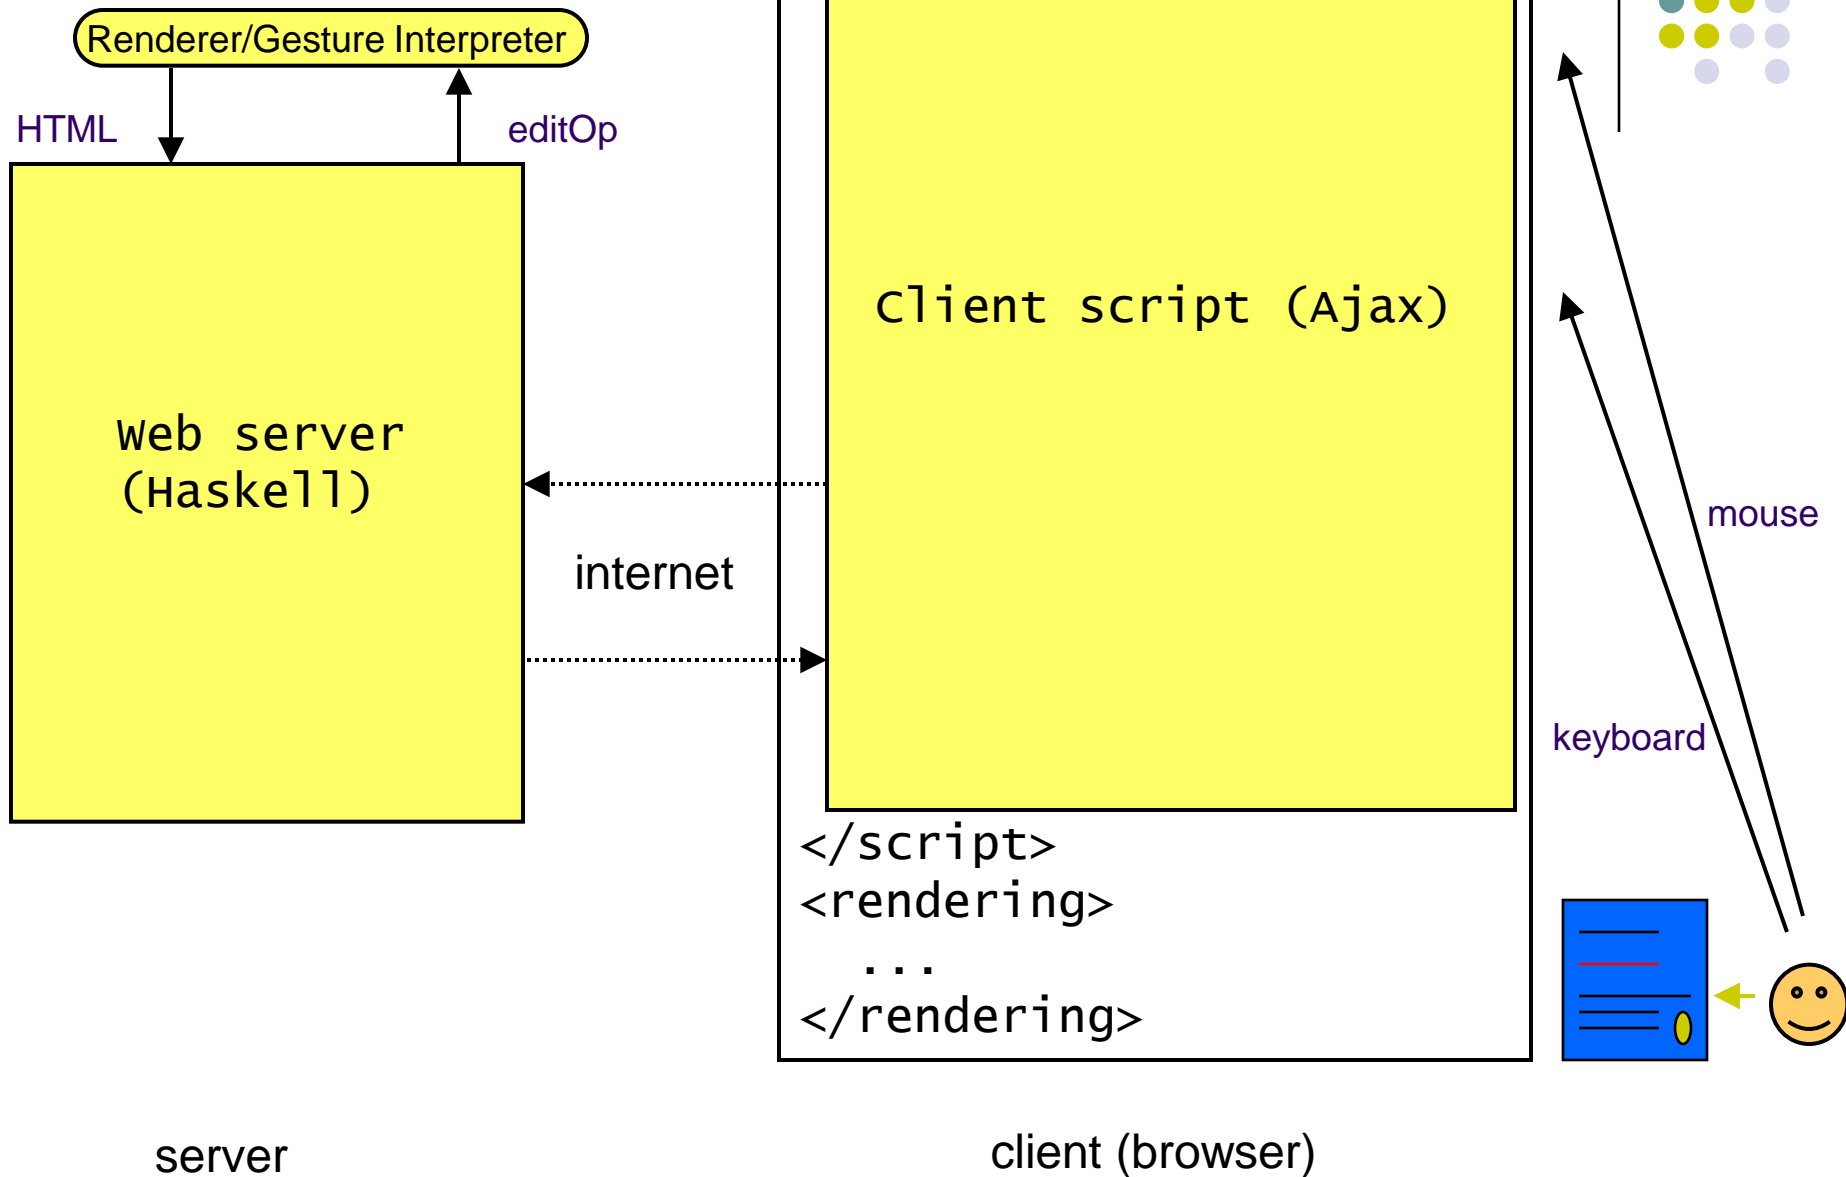 Renderer/Gesture Interpreter
HTML
editOp
Client script (Ajax)
Web server
(Haskell)
internet
mouse
keyboard
</script>
<rendering>
...
</rendering>
server
client (browser)